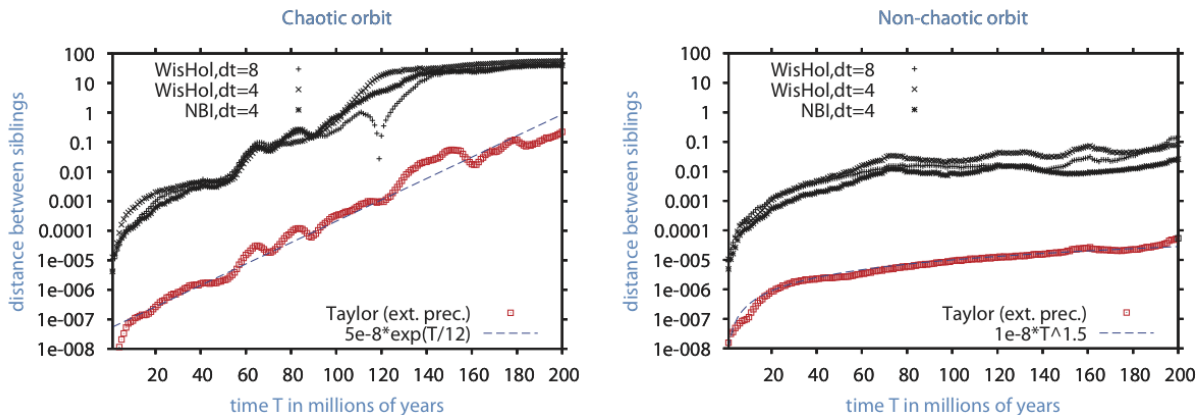 Chaotic orbit
distance between siblings
100
10
1
0.1
0.01
0.001
0.0001
1e-005
1e-006
1e-007
1e-008
WisHol,dt=8
WisHol,dt=4
NBI,dt=4
Taylor (ext. prec.)
5e-8*exp(T/12)
20 40 60 80 100 120 140 160 180 200
time T in millions of years
Non-chaotic orbit
distance between siblings
100
10
1
0.1
0.01
0.001
0.0001
1e-005
1e-006
1e-007
1e-008
WisHol,dt=8
WisHol,dt=4
NBI,dt=4
Taylor (ext. prec.)
1e-8*T^1.5
20 40 60 80 100 120 140 160 180 200
time T in millions of years